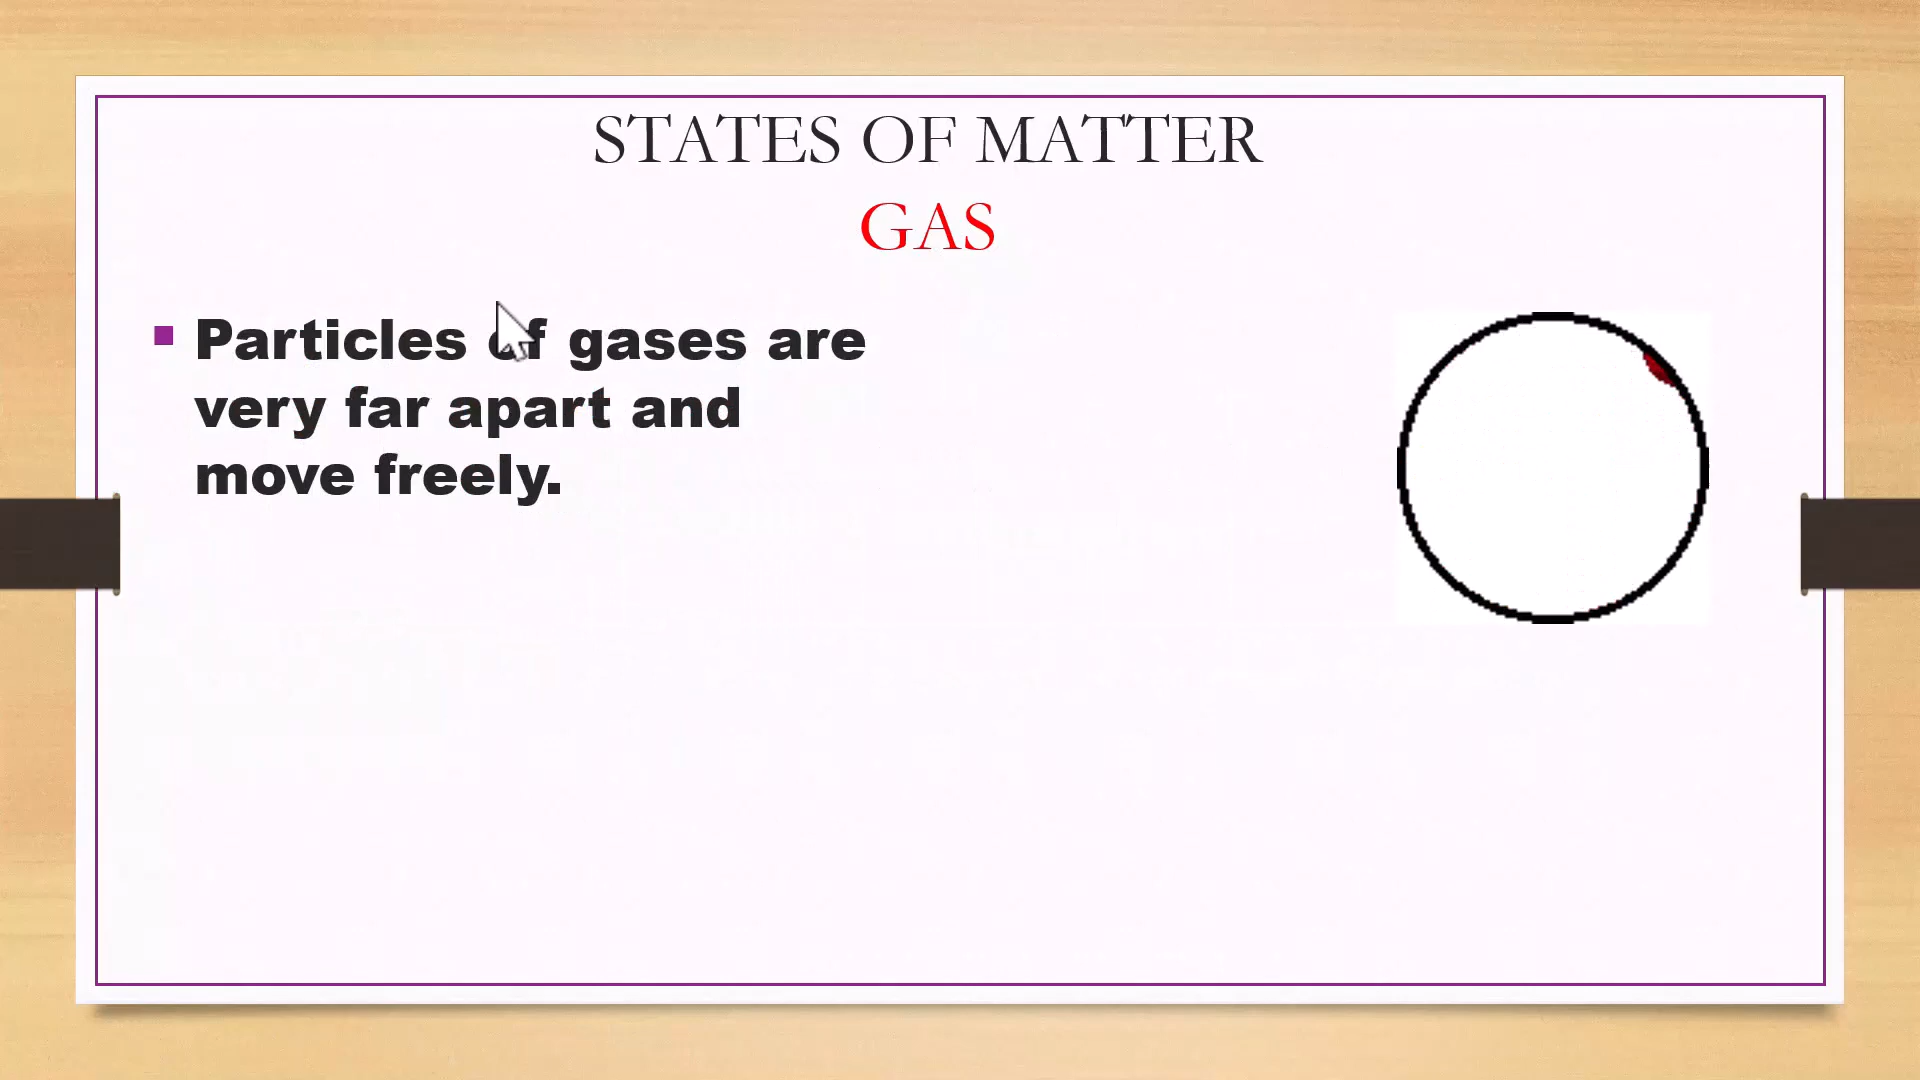 STATES OF MATTER
GAS
Particles of gases are
very far apart and
move freely.